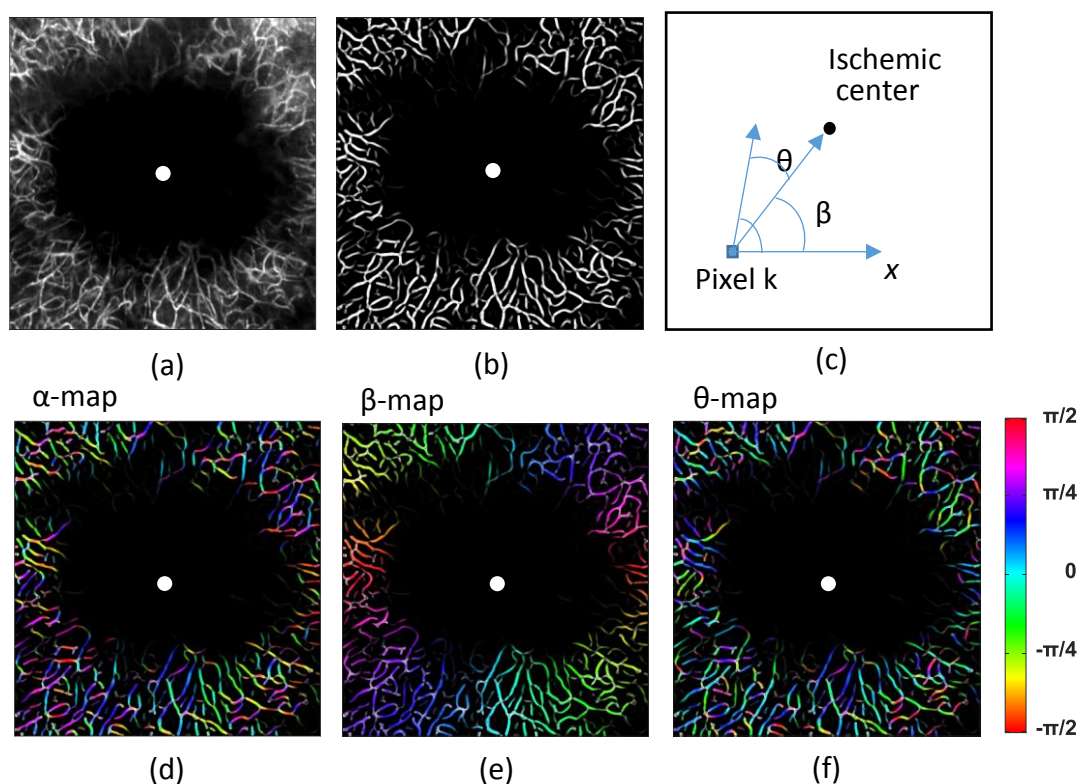 Ischemic
center
θ
β
x
Pixel k
(a)
(b)
(c)
α-map
β-map
θ-map
π/2
π/4
0
-π/4
-π/2
(d)
(e)
(f)